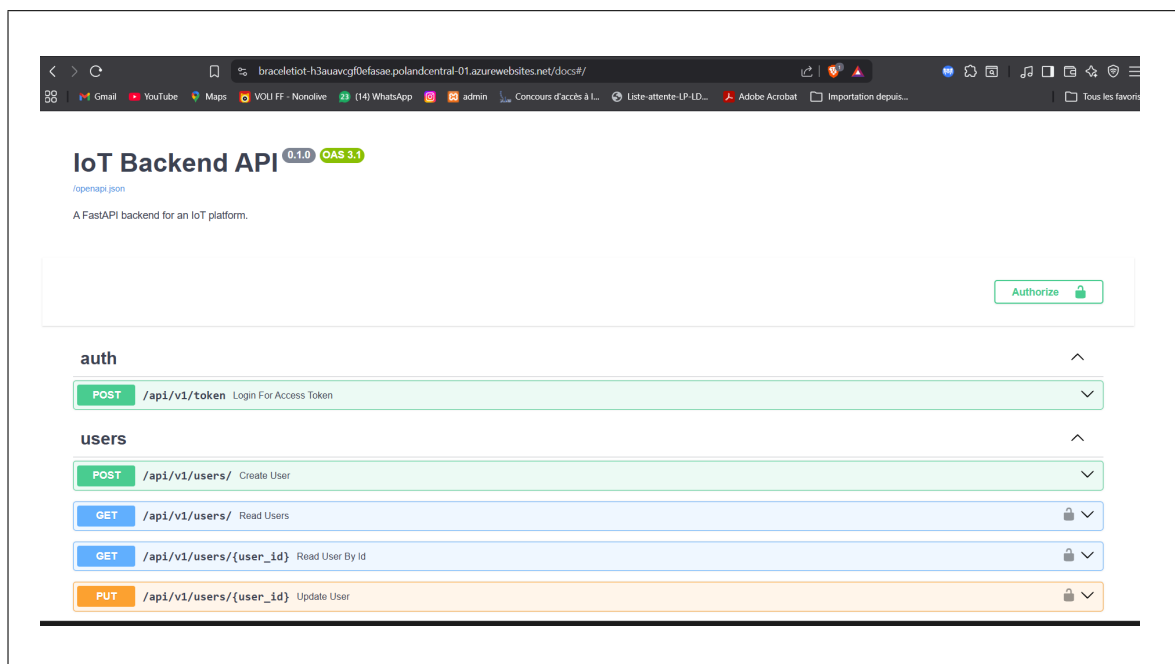 braceletiot-h3auavcgf0efasae.polandcentral-01.azurewebsites.net/docs#/
Gmail YouTube Maps VOLI FF - Nonolive (14) WhatsApp admin Concours d'accès à l... Liste-attente-LP-LD... Adobe Acrobat Importation depuis... Tous les favoris
IoT Backend API 0.1.0 OAS 3.1
/openapi.json
A FastAPI backend for an IoT platform.
Authorize
auth
POST /api/v1/token Login For Access Token
users
POST /api/v1/users/ Create User
GET /api/v1/users/ Read Users
GET /api/v1/users/{user_id} Read User By Id
PUT /api/v1/users/{user_id} Update User